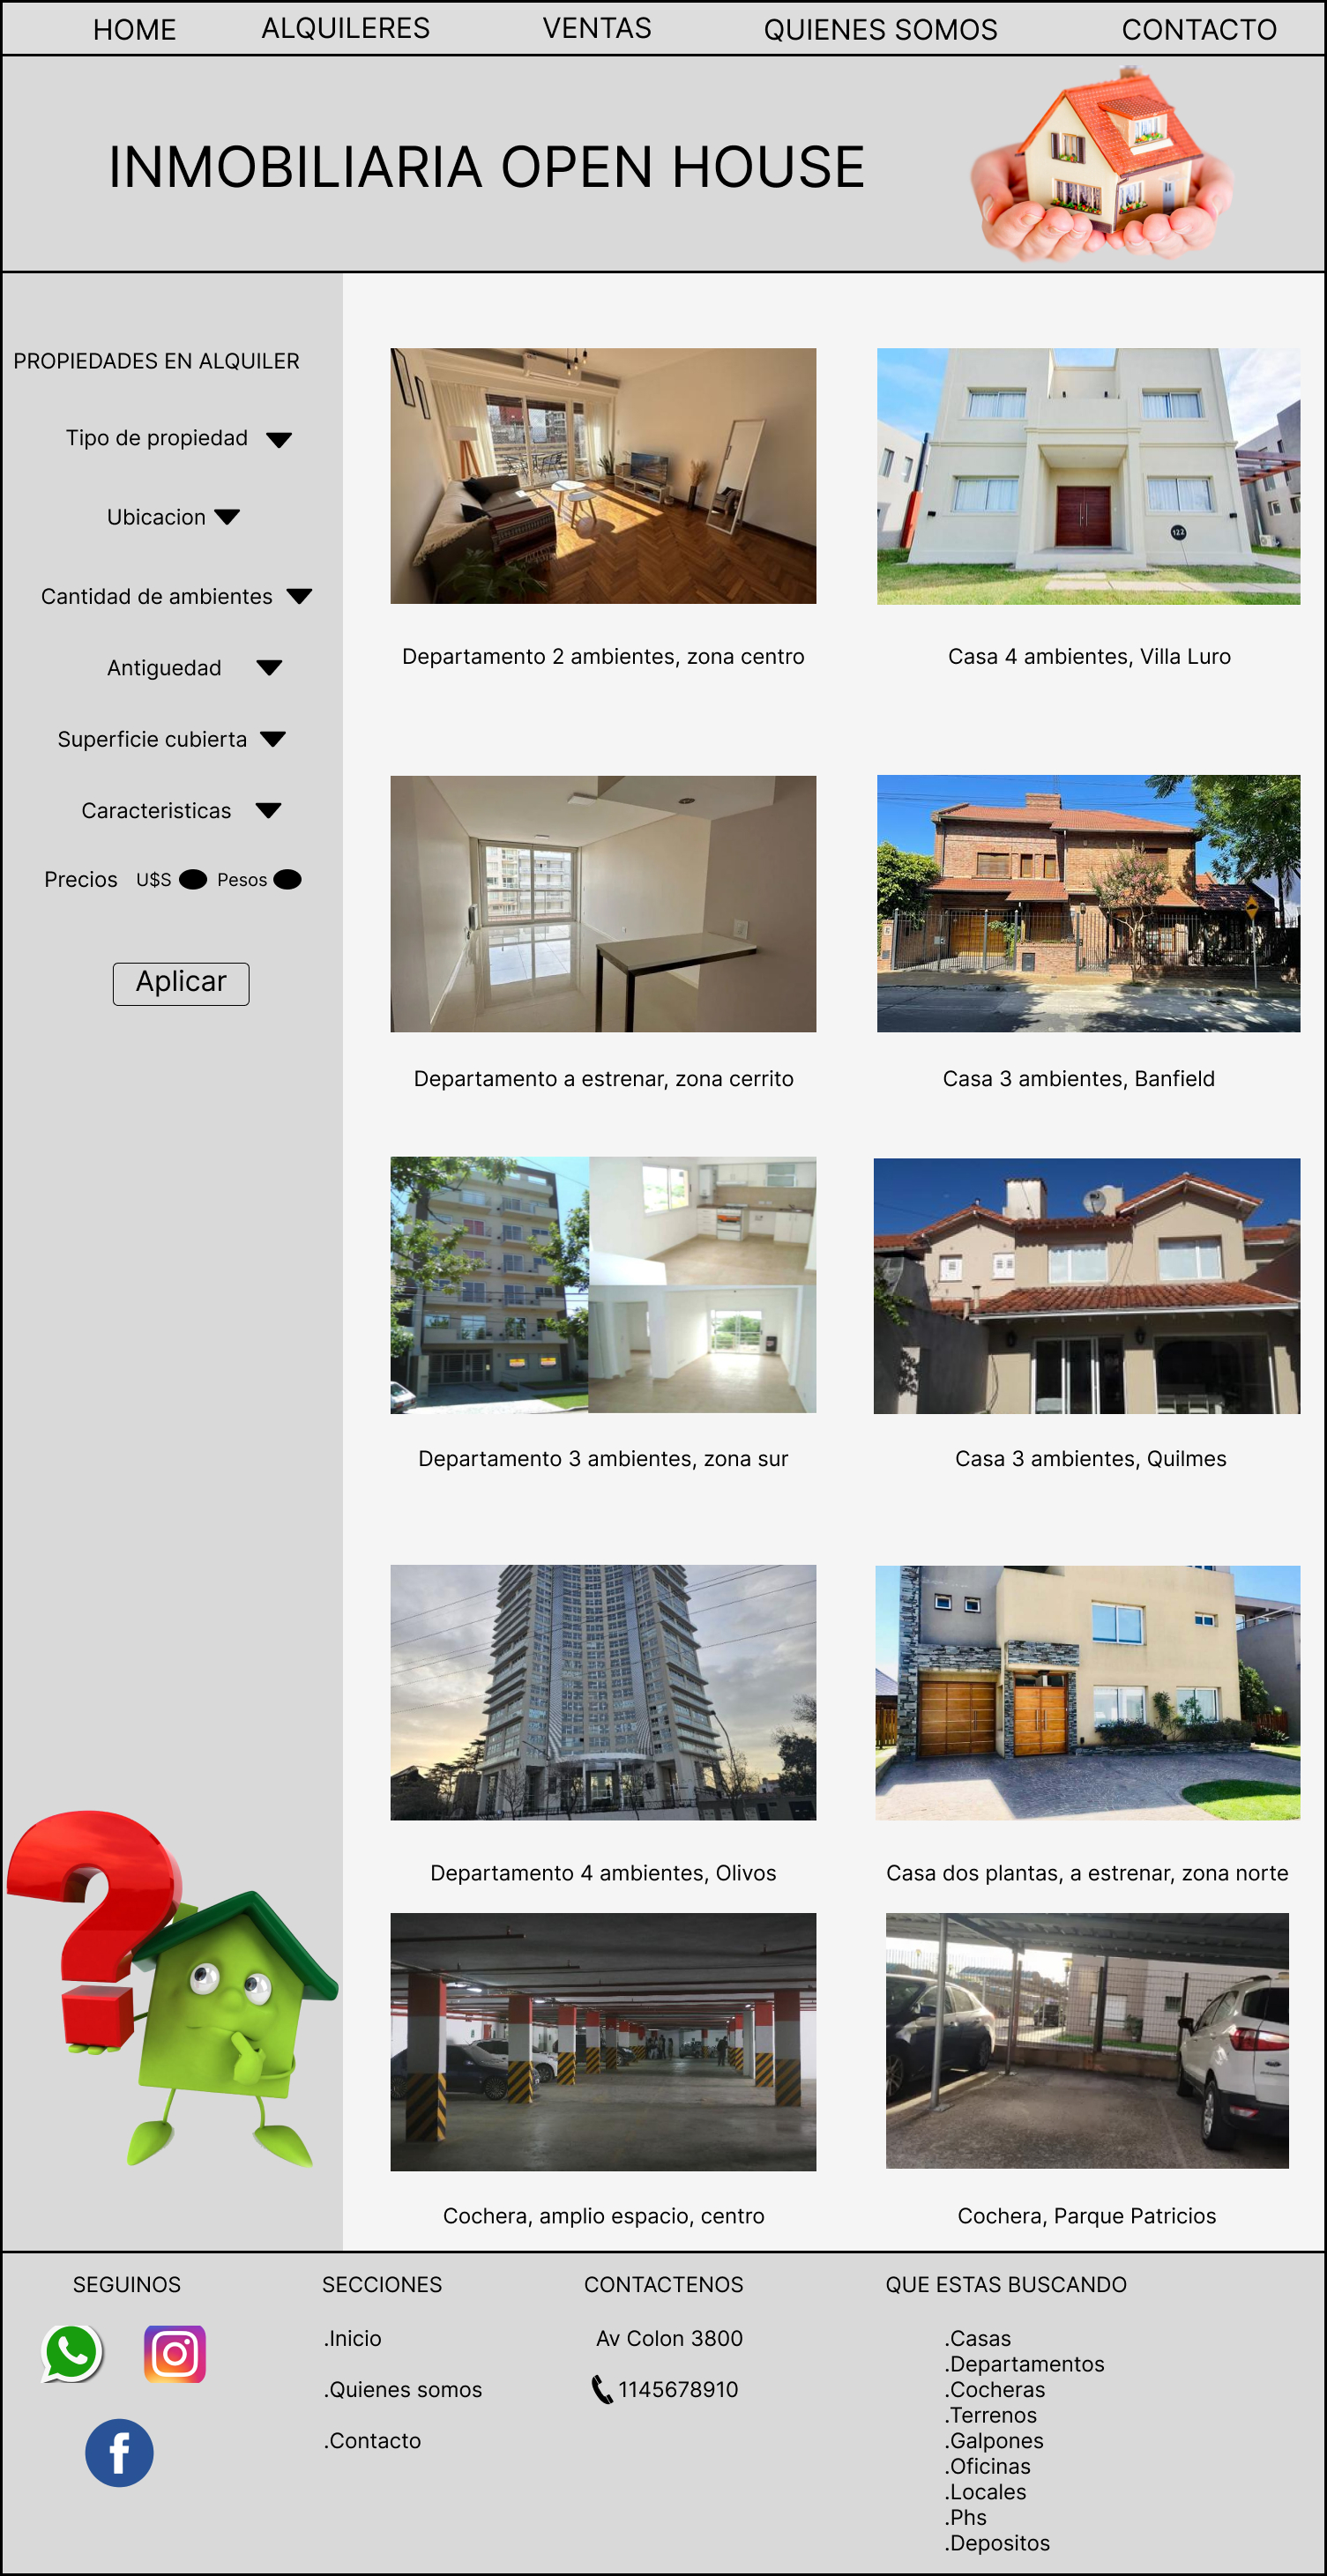 HOME ALQUILERES VENTAS QUIENES SOMOS CONTACTO
INMOBILIARIA OPEN HOUSE
PROPIEDADES EN ALQUILER
Tipo de propiedad
Ubicacion
Cantidad de ambientes
Antiguedad
Superficie cubierta
Caracteristicas
Precios U$S Pesos
Aplicar
122
Departamento 2 ambientes, zona centro
Casa 4 ambientes, Villa Luro
Departamento a estrenar, zona cerrito
Casa 3 ambientes, Banfield
Departamento 3 ambientes, zona sur
Casa 3 ambientes, Quilmes
Departamento 4 ambientes, Olivos
Casa dos plantas, a estrenar, zona norte
Cochera, amplio espacio, centro
Cochera, Parque Patricios
SEGUINOS
SECCIONES
.Inicio
.Quienes somos
.Contacto
CONTACTENOS
Av Colon 3800
1145678910
QUE ESTAS BUSCANDO
.Casas
.Departamentos
.Cocheras
.Terrenos
.Galpones
.Oficinas
.Locales
.Phs
.Depositos